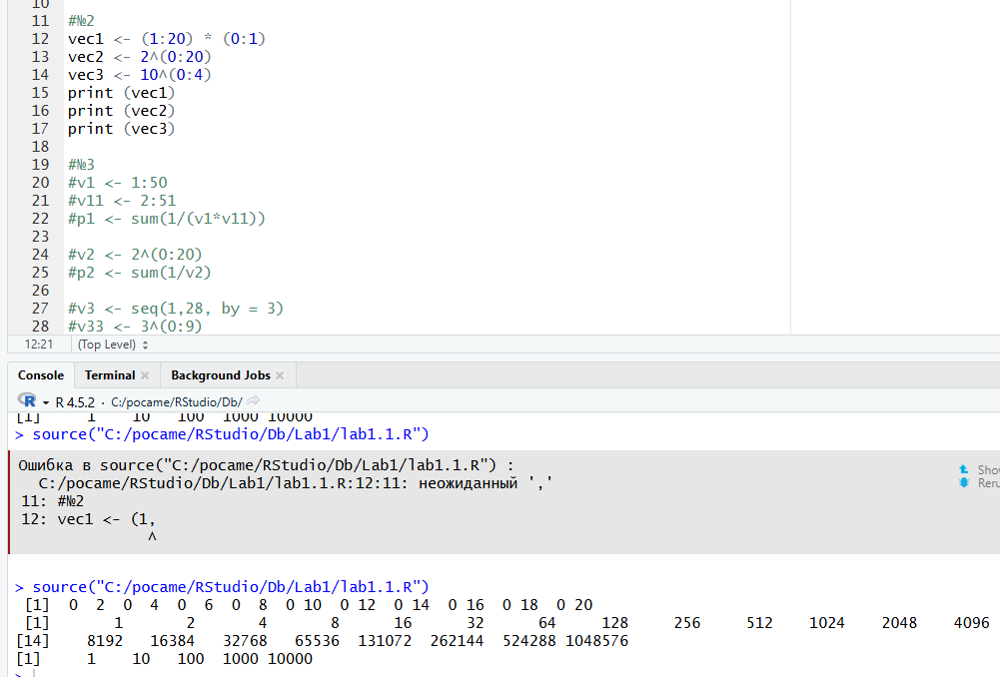 10
11 #№2
12 vec1 <- (1:20) * (0:1)
13 vec2 <- 2^(0:20)
14 vec3 <- 10^(0:4)
15 print (vec1)
16 print (vec2)
17 print (vec3)
18
19 #№3
20 #v1 <- 1:50
21 #v11 <- 2:51
22 #p1 <- sum(1/(v1*v11))
23
24 #v2 <- 2^(0:20)
25 #p2 <- sum(1/v2)
26
27 #v3 <- seq(1,28, by = 3)
28 #v33 <- 3^(0:9)
12:21 (Top Level)
Console Terminal Background Jobs
R 4.5.2 · C:/pocame/RStudio/Db/
[1] 1 10 100 1000 10000
> source("C:/pocame/RStudio/Db/Lab1/lab1.1.R")
Ошибка в source("C:/pocame/RStudio/Db/Lab1/lab1.1.R") :
C:/pocame/RStudio/Db/Lab1/lab1.1.R:12:11: неожиданный ','
Sho
11: #№2
Reru
12: vec1 <- (1,
^
> source("C:/pocame/RStudio/Db/Lab1/lab1.1.R")
[1] 0 2 0 4 0 6 0 8 0 10 0 12 0 14 0 16 0 18 0 20
[1] 1 2 4 8 16 32 64 128 256 512 1024 2048 4096
[14] 8192 16384 32768 65536 131072 262144 524288 1048576
[1] 1 10 100 1000 10000
>